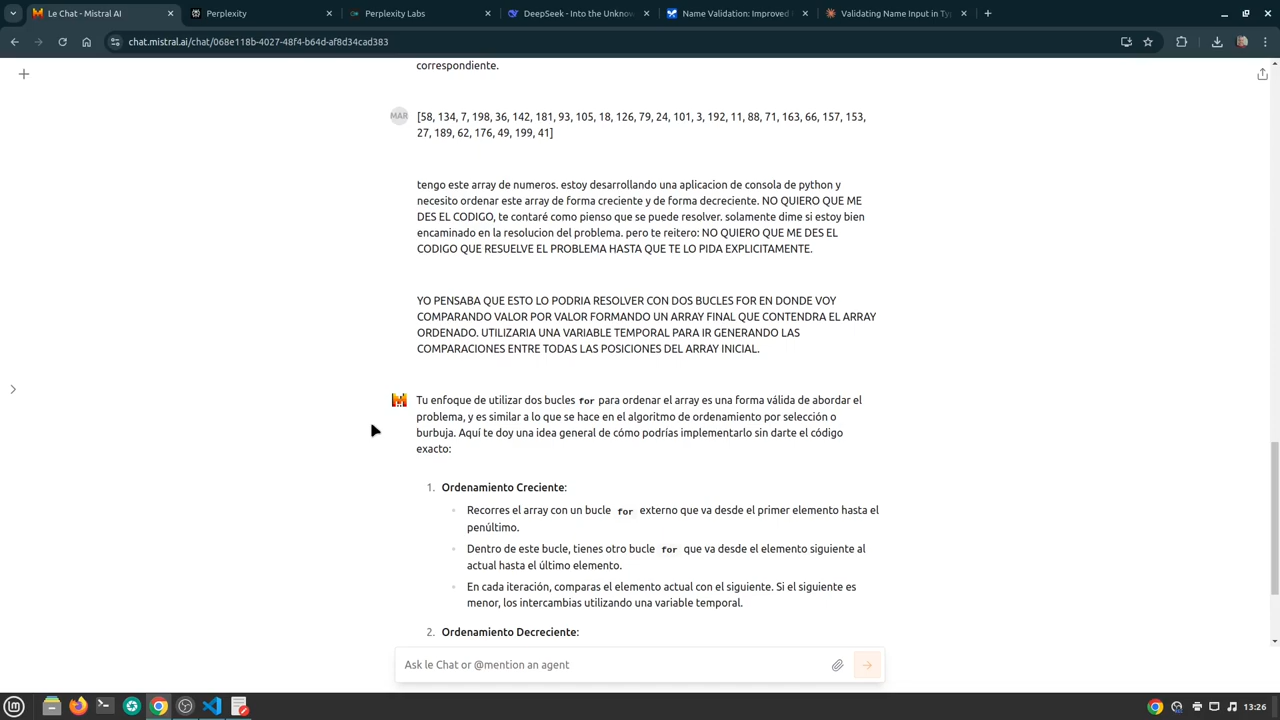 Le Chat - Mistral AI
Perplexity
Perplexity Labs
DeepSeek - Into the Unknow
Name Validation: Improved
Validating Name Input in Ty
chat.mistral.ai/chat/068e118b-4027-48f4-b64d-af8d34cad383
correspondiente.
MAR
[58, 134, 7, 198, 36, 142, 181, 93, 105, 18, 126, 79, 24, 101, 3, 192, 11, 88, 71, 163, 66, 157, 153,
27, 189, 62, 176, 49, 199, 41]
tengo este array de numeros. estoy desarrollando una aplicacion de consola de python y
necesito ordenar este array de forma creciente y de forma decreciente. NO QUIERO QUE ME
DES EL CODIGO, te contaré como pienso que se puede resolver. solamente dime si estoy bien
encaminado en la resolucion del problema. pero te reitero: NO QUIERO QUE ME DES EL
CODIGO QUE RESUELVE EL PROBLEMA HASTA QUE TE LO PIDA EXPLICITAMENTE.
YO PENSABA QUE ESTO LO PODRIA RESOLVER CON DOS BUCLES FOR EN DONDE VOY
COMPARANDO VALOR POR VALOR FORMANDO UN ARRAY FINAL QUE CONTENDRA EL ARRAY
ORDENADO. UTILIZARIA UNA VARIABLE TEMPORAL PARA IR GENERANDO LAS
COMPARACIONES ENTRE TODAS LAS POSICIONES DEL ARRAY INICIAL.
Tu enfoque de utilizar dos bucles for para ordenar el array es una forma válida de abordar el
problema, y es similar a lo que se hace en el algoritmo de ordenamiento por selección o
burbuja. Aquí te doy una idea general de cómo podrías implementarlo sin darte el código
exacto:
1. Ordenamiento Creciente:
Recorres el array con un bucle for externo que va desde el primer elemento hasta el
penúltimo.
Dentro de este bucle, tienes otro bucle for que va desde el elemento siguiente al
actual hasta el último elemento.
En cada iteración, comparas el elemento actual con el siguiente. Si el siguiente es
menor, los intercambias utilizando una variable temporal.
2. Ordenamiento Decreciente:
Ask le Chat or @mention an agent
13:26